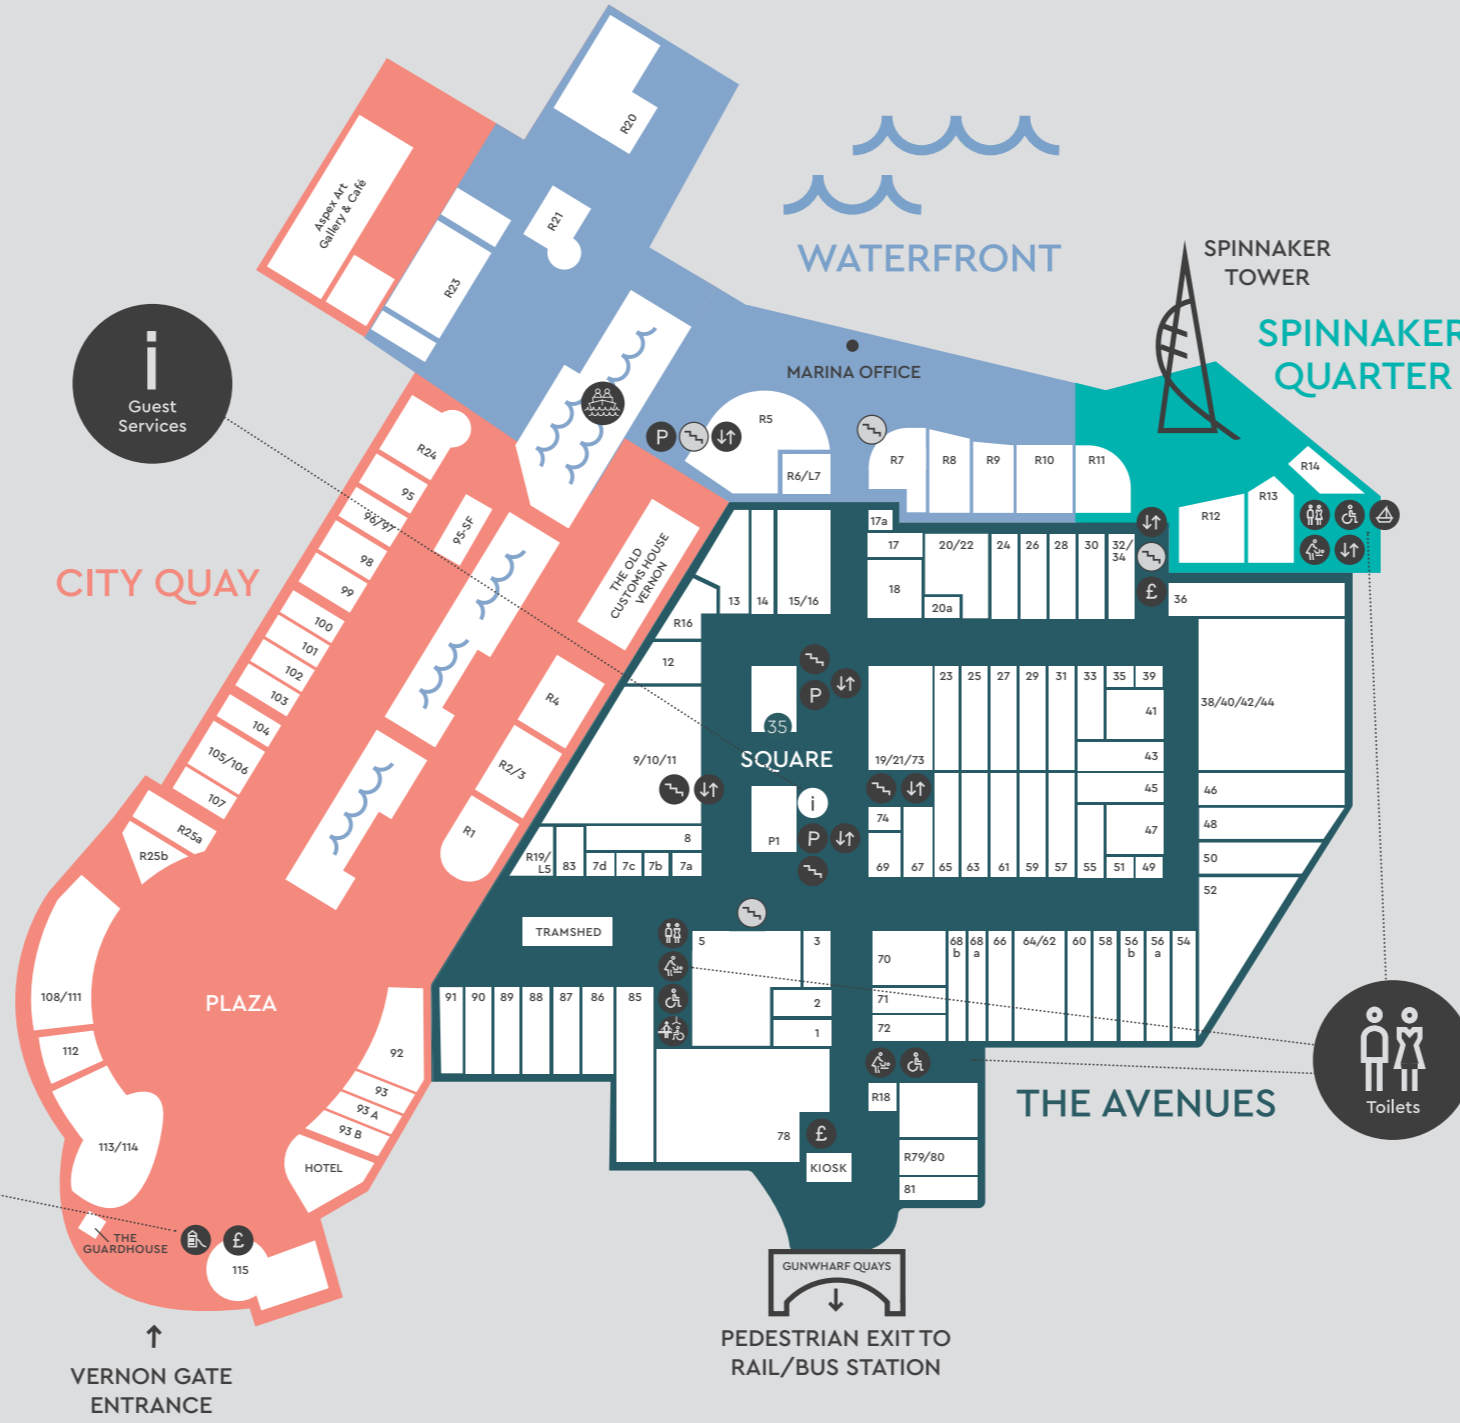 R20
Aspex Art
Gallery & Café
R21
R23
WATERFRONT
SPINNAKER
TOWER
SPINNAKER
QUARTER
i
Guest
Services
MARINA OFFICE
R24
95
96/97
98
99
100
101
102
103
104
105/106
107
R25a
R25b
95-SF
CITY QUAY
THE OLD
CUSTOMS HOUSE
VERNON
R4
R2/3
R1
P
R5
R6/L7
R7
R8
R9
R10
R11
R12
R13
R14
13
14
15/16
R16
12
9/10/11
8
R19/
L5
83
7d
7c
7b
7a
17a
17
18
20/22
20a
24
26
28
30
32/
34
£
36
38/40/42/44
46
48
50
52
P
35
SQUARE
i
P1
P
19/21/73
23
25
27
29
31
33
35
39
41
43
45
47
74
69
67
65
63
61
59
57
55
51
49
TRAMSHED
5
3
2
1
70
71
72
68
b
68
a
66
64/62
60
58
56
b
56
a
54
91
90
89
88
87
86
85
78
£
KIOSK
R18
R79/80
81
THE AVENUES
Toilets
108/111
PLAZA
112
113/114
92
93
93 A
93 B
HOTEL
THE
GUARDHOUSE
£
115
VERNON GATE
ENTRANCE
GUNWHARF QUAYS
PEDESTRIAN EXIT TO
RAIL/BUS STATION